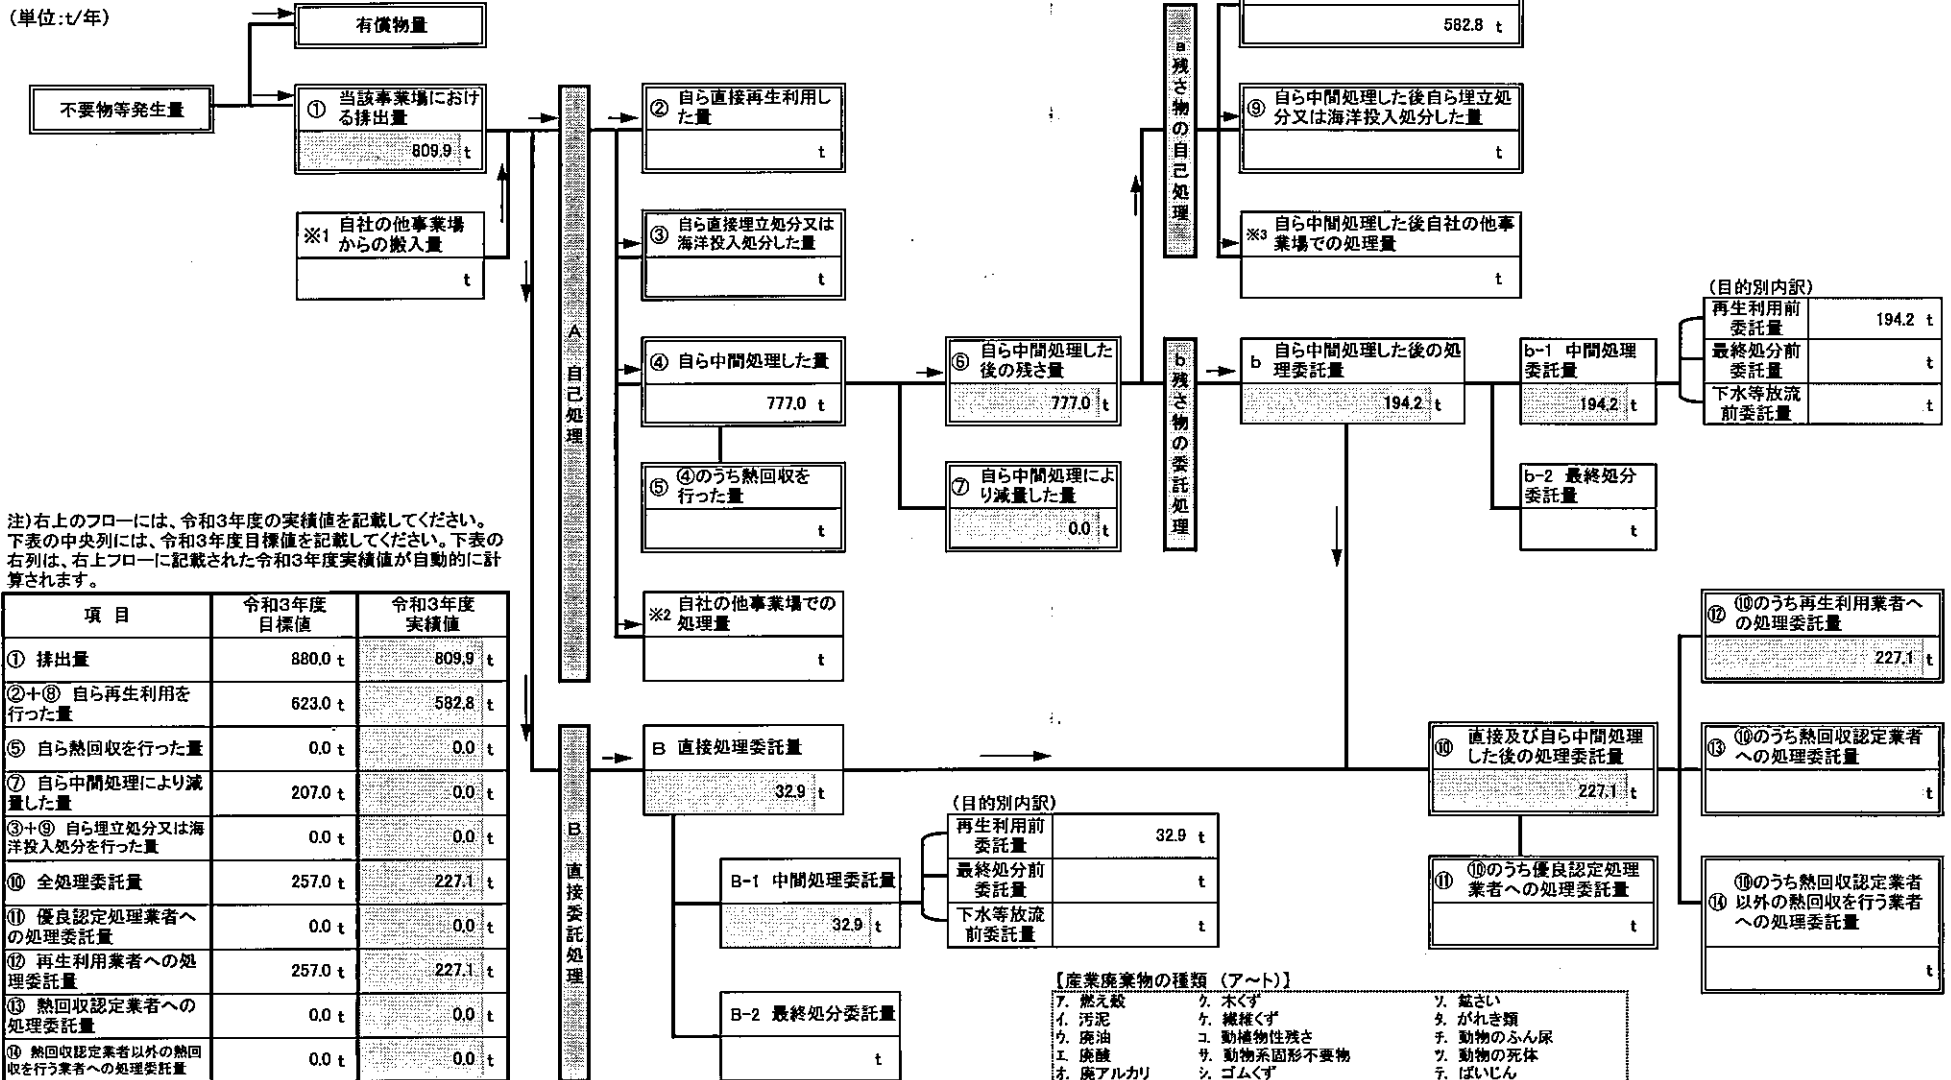 (単位:t/年)
有償物量
不要物等発生量
① 当該事業場におけ
る排出量
809.9 t
※1 自社の他事業場
からの搬入量
t
A 自己処理
② 自ら直接再生利用し
た量
t
③ 自ら直接埋立処分又は
海洋投入処分した量
t
④ 自ら中間処理した量
777.0 t
⑤ ④のうち熱回収を
行った量
t
※2 自社の他事業場での
処理量
t
⑥ 自ら中間処理した
後の残さ量
777.0 t
⑦ 自ら中間処理によ
り減量した量
0.0 t
a 残さ物の自己処理
582.8 t
⑨ 自ら中間処理した後自ら埋立処
分又は海洋投入処分した量
t
※3 自ら中間処理した後自社の他事
業場での処理量
t
b 残さ物の委託処理
b 自ら中間処理した後の処
理委託量
194.2 t
b-1 中間処理
委託量
194.2 t
b-2 最終処分
委託量
t
(目的別内訳)
再生利用前
委託量
194.2 t
最終処分前
委託量
t
下水等放流
前委託量
t
注)右上のフローには、令和3年度の実績値を記載してください。
下表の中央列には、令和3年度目標値を記載してください。下表の
右列は、右上フローに記載された令和3年度実績値が自動的に計
算されます。
項 目
令和3年度
目標値
令和3年度
実績値
① 排出量 880.0 t 809.9 t
②+⑧ 自ら再生利用を
行った量 623.0 t 582.8 t
⑤ 自ら熱回収を行った量 0.0 t 0.0 t
⑦ 自ら中間処理により減
量した量 207.0 t 0.0 t
③+⑨ 自ら埋立処分又は海
洋投入処分を行った量 0.0 t 0.0 t
⑩ 全処理委託量 257.0 t 227.1 t
⑪ 優良認定処理業者へ
の処理委託量 0.0 t 0.0 t
⑫ 再生利用業者への処
理委託量 257.0 t 227.1 t
⑬ 熱回収認定業者への
処理委託量 0.0 t 0.0 t
⑭ 熱回収認定業者以外の熱回
収を行う業者への処理委託量 0.0 t 0.0 t
B 直接委託処理
B 直接処理委託量
32.9 t
B-1 中間処理委託量
32.9 t
B-2 最終処分委託量
t
(目的別内訳)
再生利用前
委託量
32.9 t
最終処分前
委託量
t
下水等放流
前委託量
t
⑩ 直接及び自ら中間処理
した後の処理委託量
227.1 t
⑪ ⑩のうち優良認定処理
業者への処理委託量
t
⑫ ⑩のうち再生利用業者へ
の処理委託量
227.1 t
⑬ ⑩のうち熱回収認定業者
への処理委託量
t
⑭ ⑩のうち熱回収認定業者
以外の熱回収を行う業者
への処理委託量
t
【産業廃棄物の種類 (ア~ト)】
ア. 燃え殻 ク. 木くず ソ. 鉱さい
イ. 汚泥 ケ. 繊維くず タ. がれき類
ウ. 廃油 コ. 動植物性残さ チ. 動物のふん尿
エ. 廃酸 サ. 動物系固形不要物 ツ. 動物の死体
オ. 廃アルカリ シ. ゴムくず テ. ばいじん